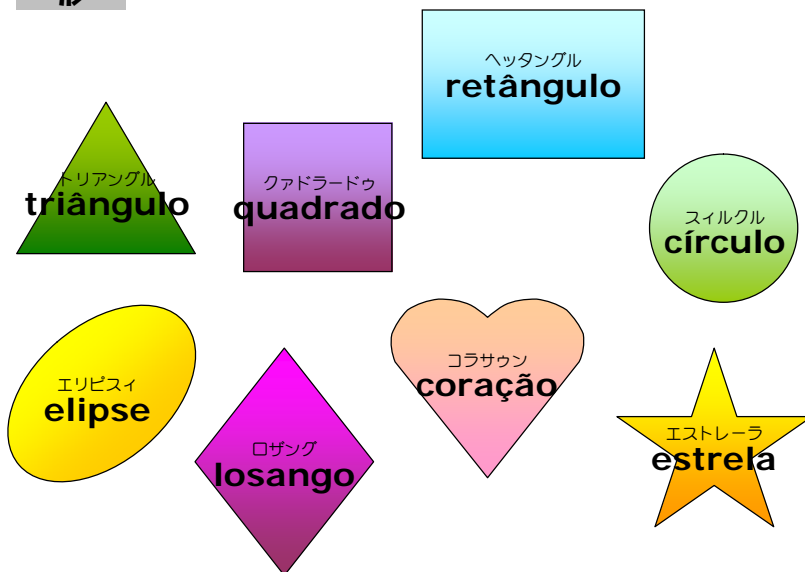 ヘッタングル
retângulo
トリアングル
triângulo
クァドラードゥ
quadrado
スィルクル
círculo
エリピスィ
elipse
コラサゥン
coração
ロザング
losango
エストレーラ
estrela